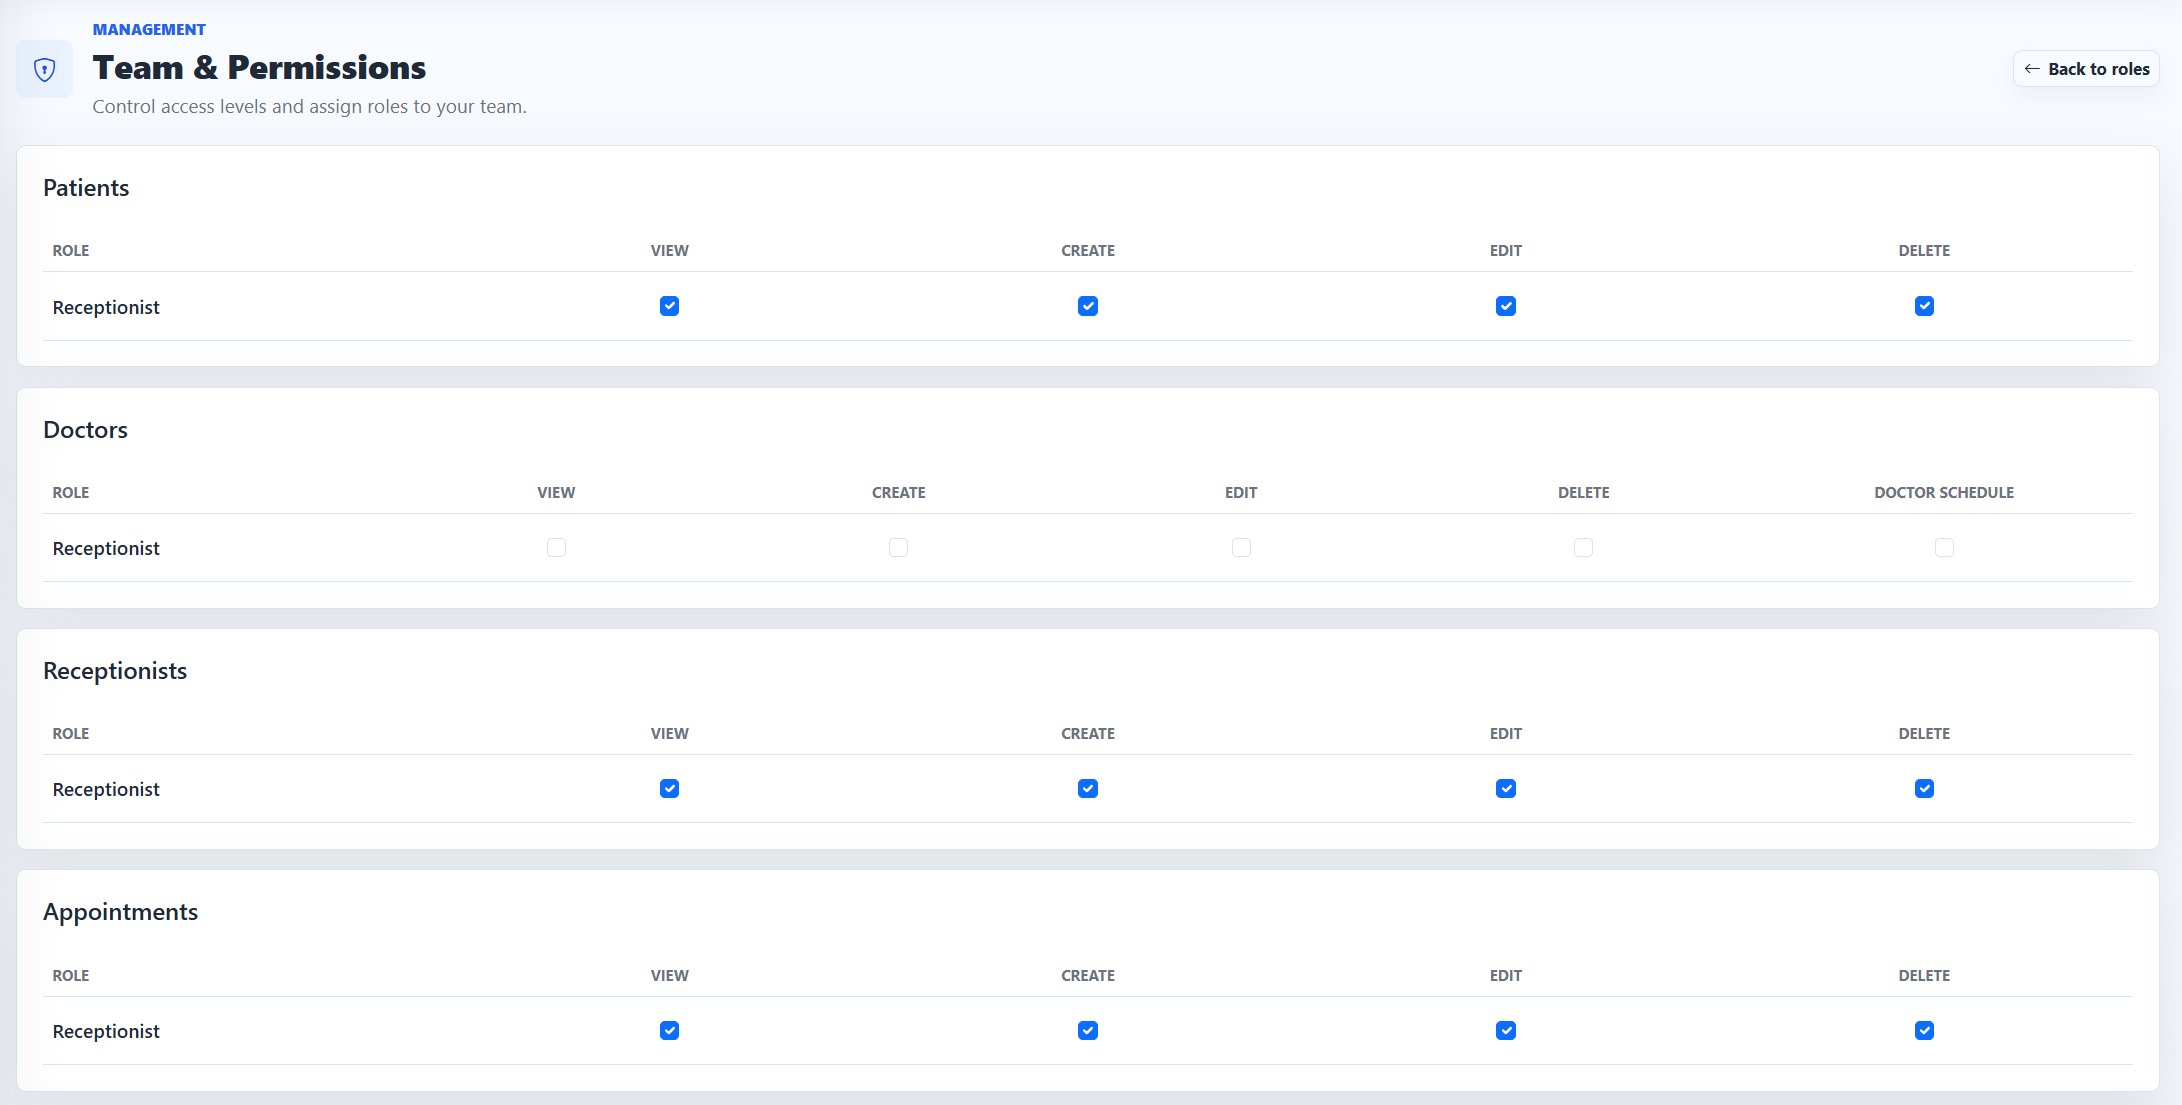 MANAGEMENT
Team & Permissions
Control access levels and assign roles to your team.
← Back to roles
Patients
ROLE VIEW CREATE EDIT DELETE
Receptionist
Doctors
ROLE VIEW CREATE EDIT DELETE DOCTOR SCHEDULE
Receptionist
Receptionists
ROLE VIEW CREATE EDIT DELETE
Receptionist
Appointments
ROLE VIEW CREATE EDIT DELETE
Receptionist